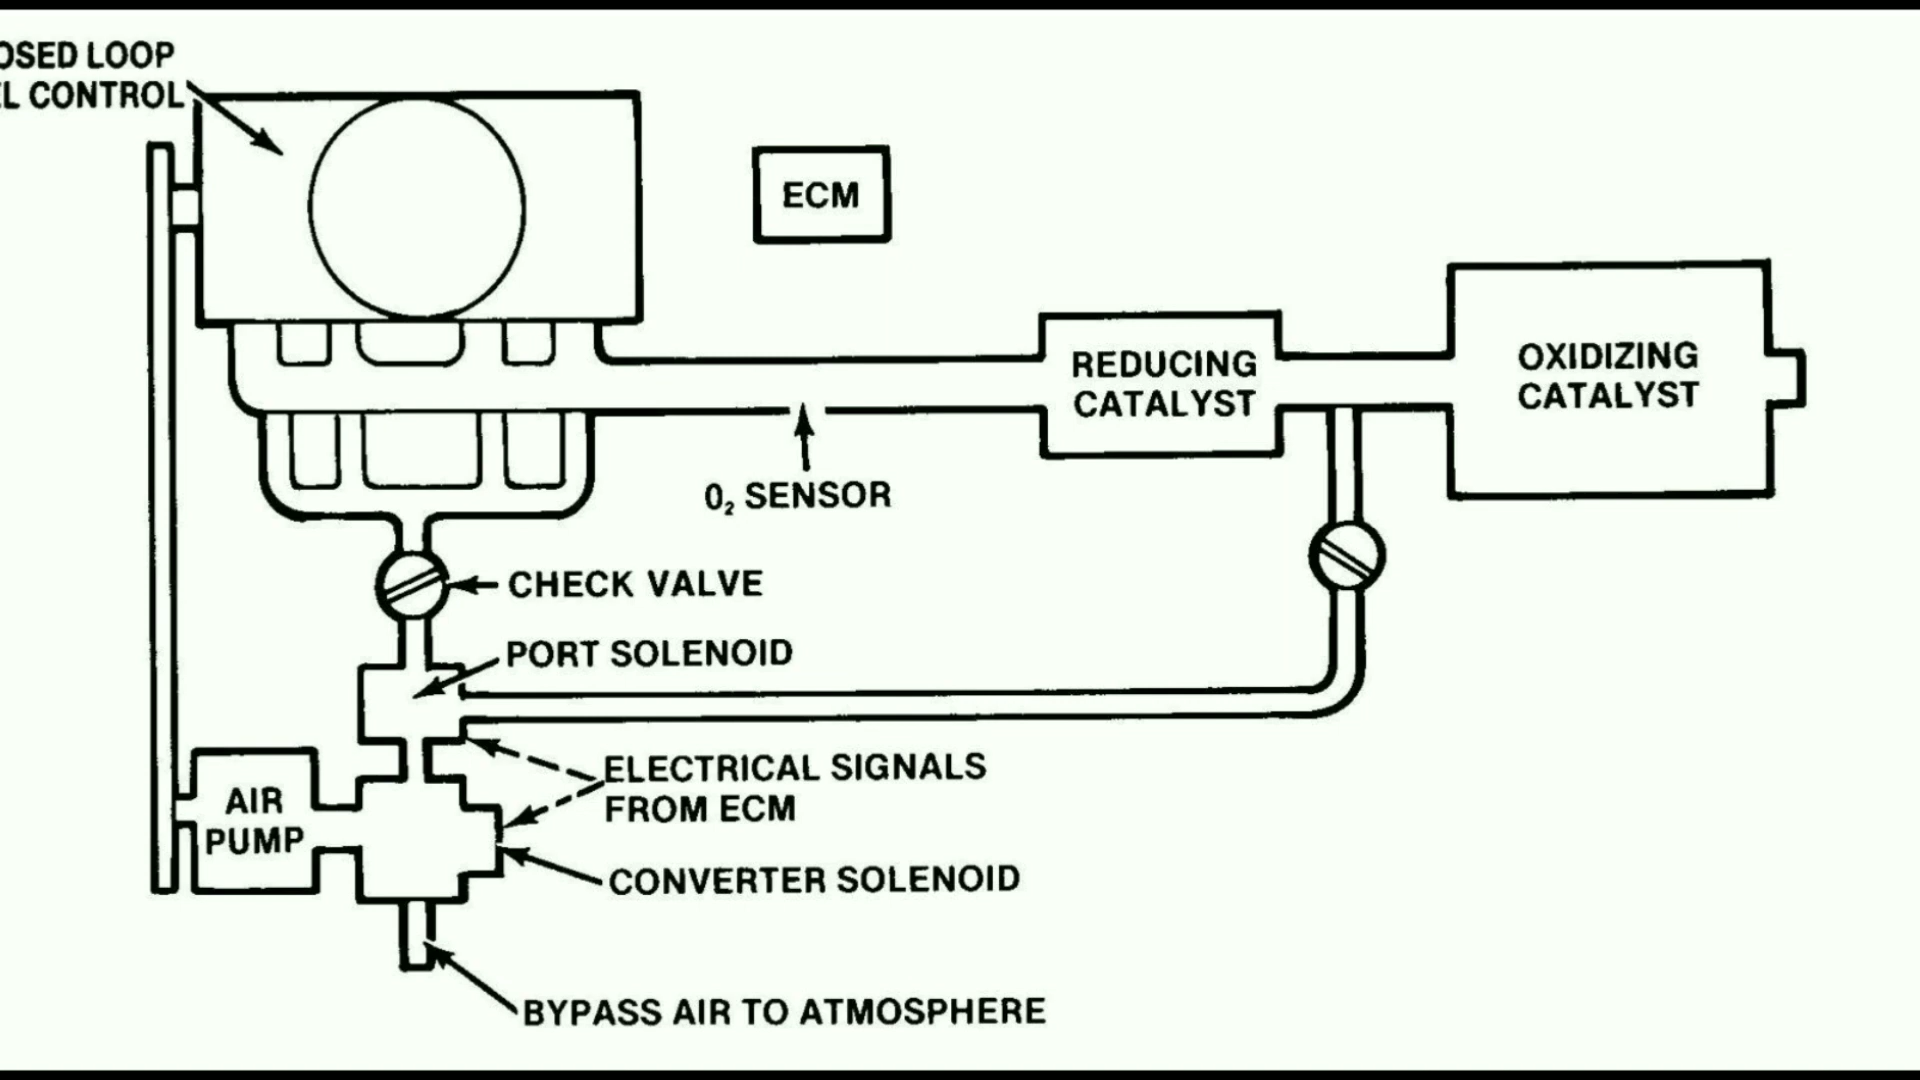 OSED LOOP
EL CONTROL
ECM
REDUCING
CATALYST
OXIDIZING
CATALYST
0₂ SENSOR
CHECK VALVE
PORT SOLENOID
ELECTRICAL SIGNALS
FROM ECM
AIR
PUMP
CONVERTER SOLENOID
BYPASS AIR TO ATMOSPHERE